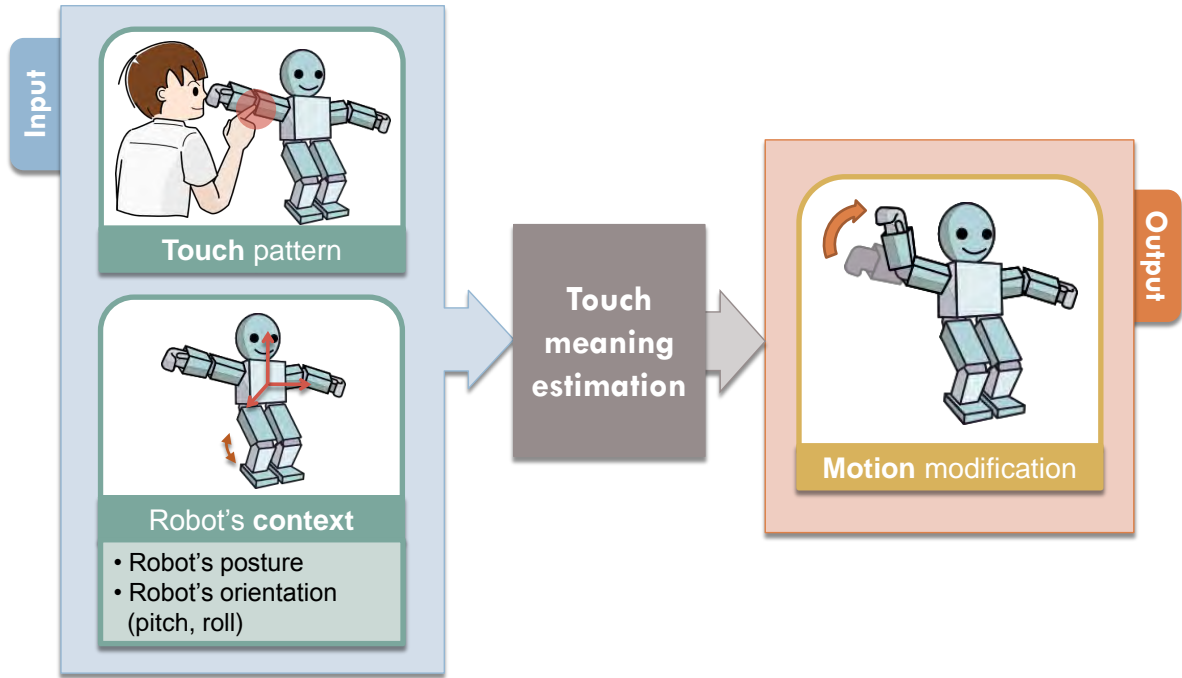 Input
Touch pattern
Robot's context
• Robot's posture
• Robot's orientation
(pitch, roll)
Touch
meaning
estimation
Motion modification
Output